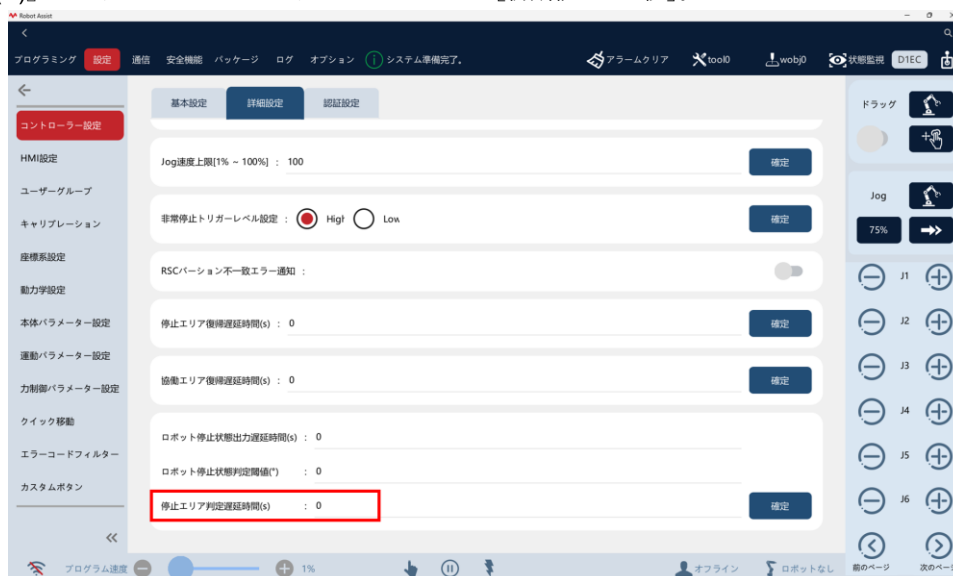 Robot Assist
プログラミング 設定 通信 安全機能 パッケージ ログ オプション システム準備完了。 アラームクリア tool0 wobj0 状態監視 D1EC
基本設定 詳細設定 認証設定
コントローラー設定
HMI設定
ユーザーグループ
キャリブレーション
座標系設定
動力学設定
本体パラメーター設定
運動パラメーター設定
力制御パラメーター設定
クイック移動
エラーコードフィルター
カスタムボタン
Jog速度上限[1% ~ 100%] : 100 確定
非常停止トリガーレベル設定 : High Low 確定
RSCバージョン不一致エラー通知 :
停止エリア復帰遅延時間(s) : 0 確定
協働エリア復帰遅延時間(s) : 0 確定
ロボット停止状態出力遅延時間(s) : 0
ロボット停止状態判定閾値(°) : 0
停止エリア判定遅延時間(s) : 0 確定
ドラッグ
Jog
75%
J1
J2
J3
J4
J5
J6
前のページ 次のページ
プログラム速度 1% オフライン ロボットなし